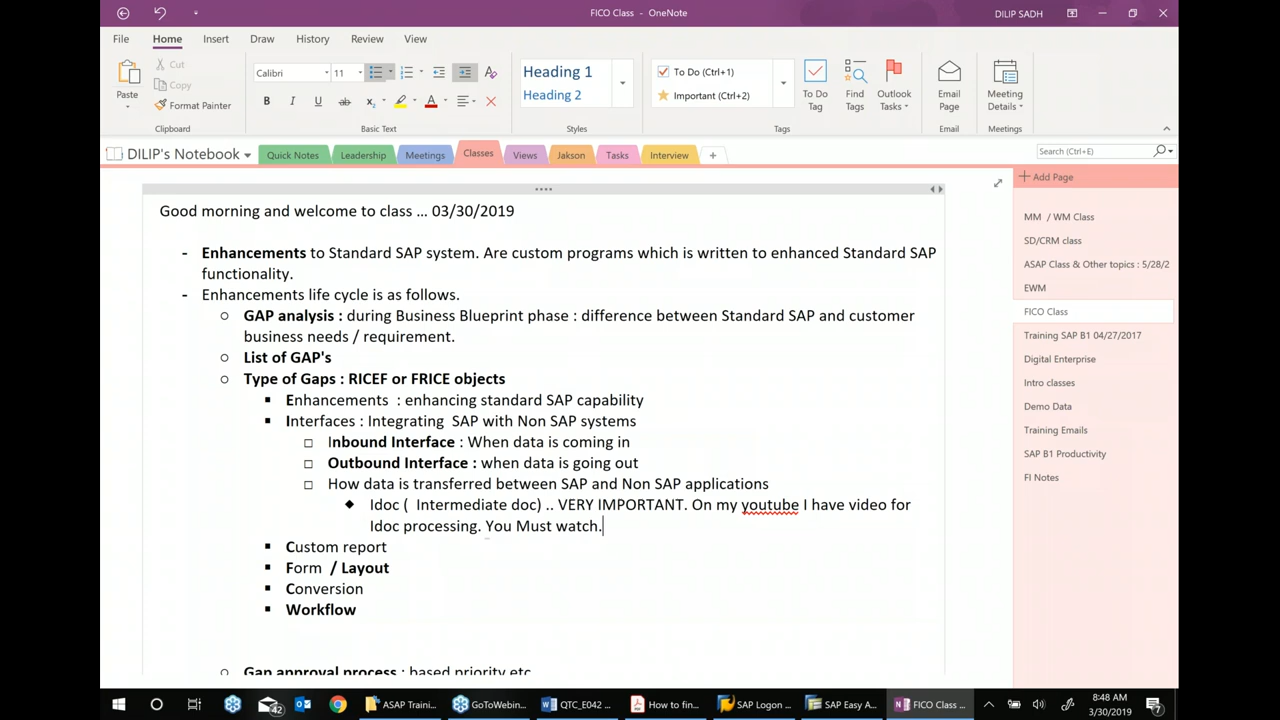 FICO Class - OneNote
DILIP SADH
File Home Insert Draw History Review View
Paste
Cut
Copy
Format Painter
Clipboard
Calibri 11
B I U ab x A
Basic Text
Heading 1
Heading 2
Styles
To Do (Ctrl+1)
Important (Ctrl+2)
To Do Tag
Find Tags
Outlook Tasks
Tags
Email Page
Email
Meeting Details
Meetings
DILIP's Notebook Quick Notes Leadership Meetings Classes Views Jakson Tasks Interview + Search (Ctrl+E)
Good morning and welcome to class ... 03/30/2019
- Enhancements to Standard SAP system. Are custom programs which is written to enhanced Standard SAP
functionality.
- Enhancements life cycle is as follows.
GAP analysis : during Business Blueprint phase : difference between Standard SAP and customer
business needs / requirement.
List of GAP's
Type of Gaps : RICEF or FRICE objects
Enhancements : enhancing standard SAP capability
Interfaces : Integrating SAP with Non SAP systems
Inbound Interface : When data is coming in
Outbound Interface : when data is going out
How data is transferred between SAP and Non SAP applications
Idoc ( Intermediate doc) .. VERY IMPORTANT. On my youtube I have video for
Idoc processing. You Must watch.
Custom report
Form / Layout
Conversion
Workflow
Gap approval process : based priority etc
Add Page
MM / WM Class
SD/CRM class
ASAP Class & Other topics : 5/28/2
EWM
FICO Class
Training SAP B1 04/27/2017
Digital Enterprise
Intro classes
Demo Data
Training Emails
SAP B1 Productivity
FI Notes
42 ASAP Traini... GoToWebin... QTC_E042 ... How to fin... SAP Logon ... SAP Easy A... FICO Class ... 8:48 AM
3/30/2019
7